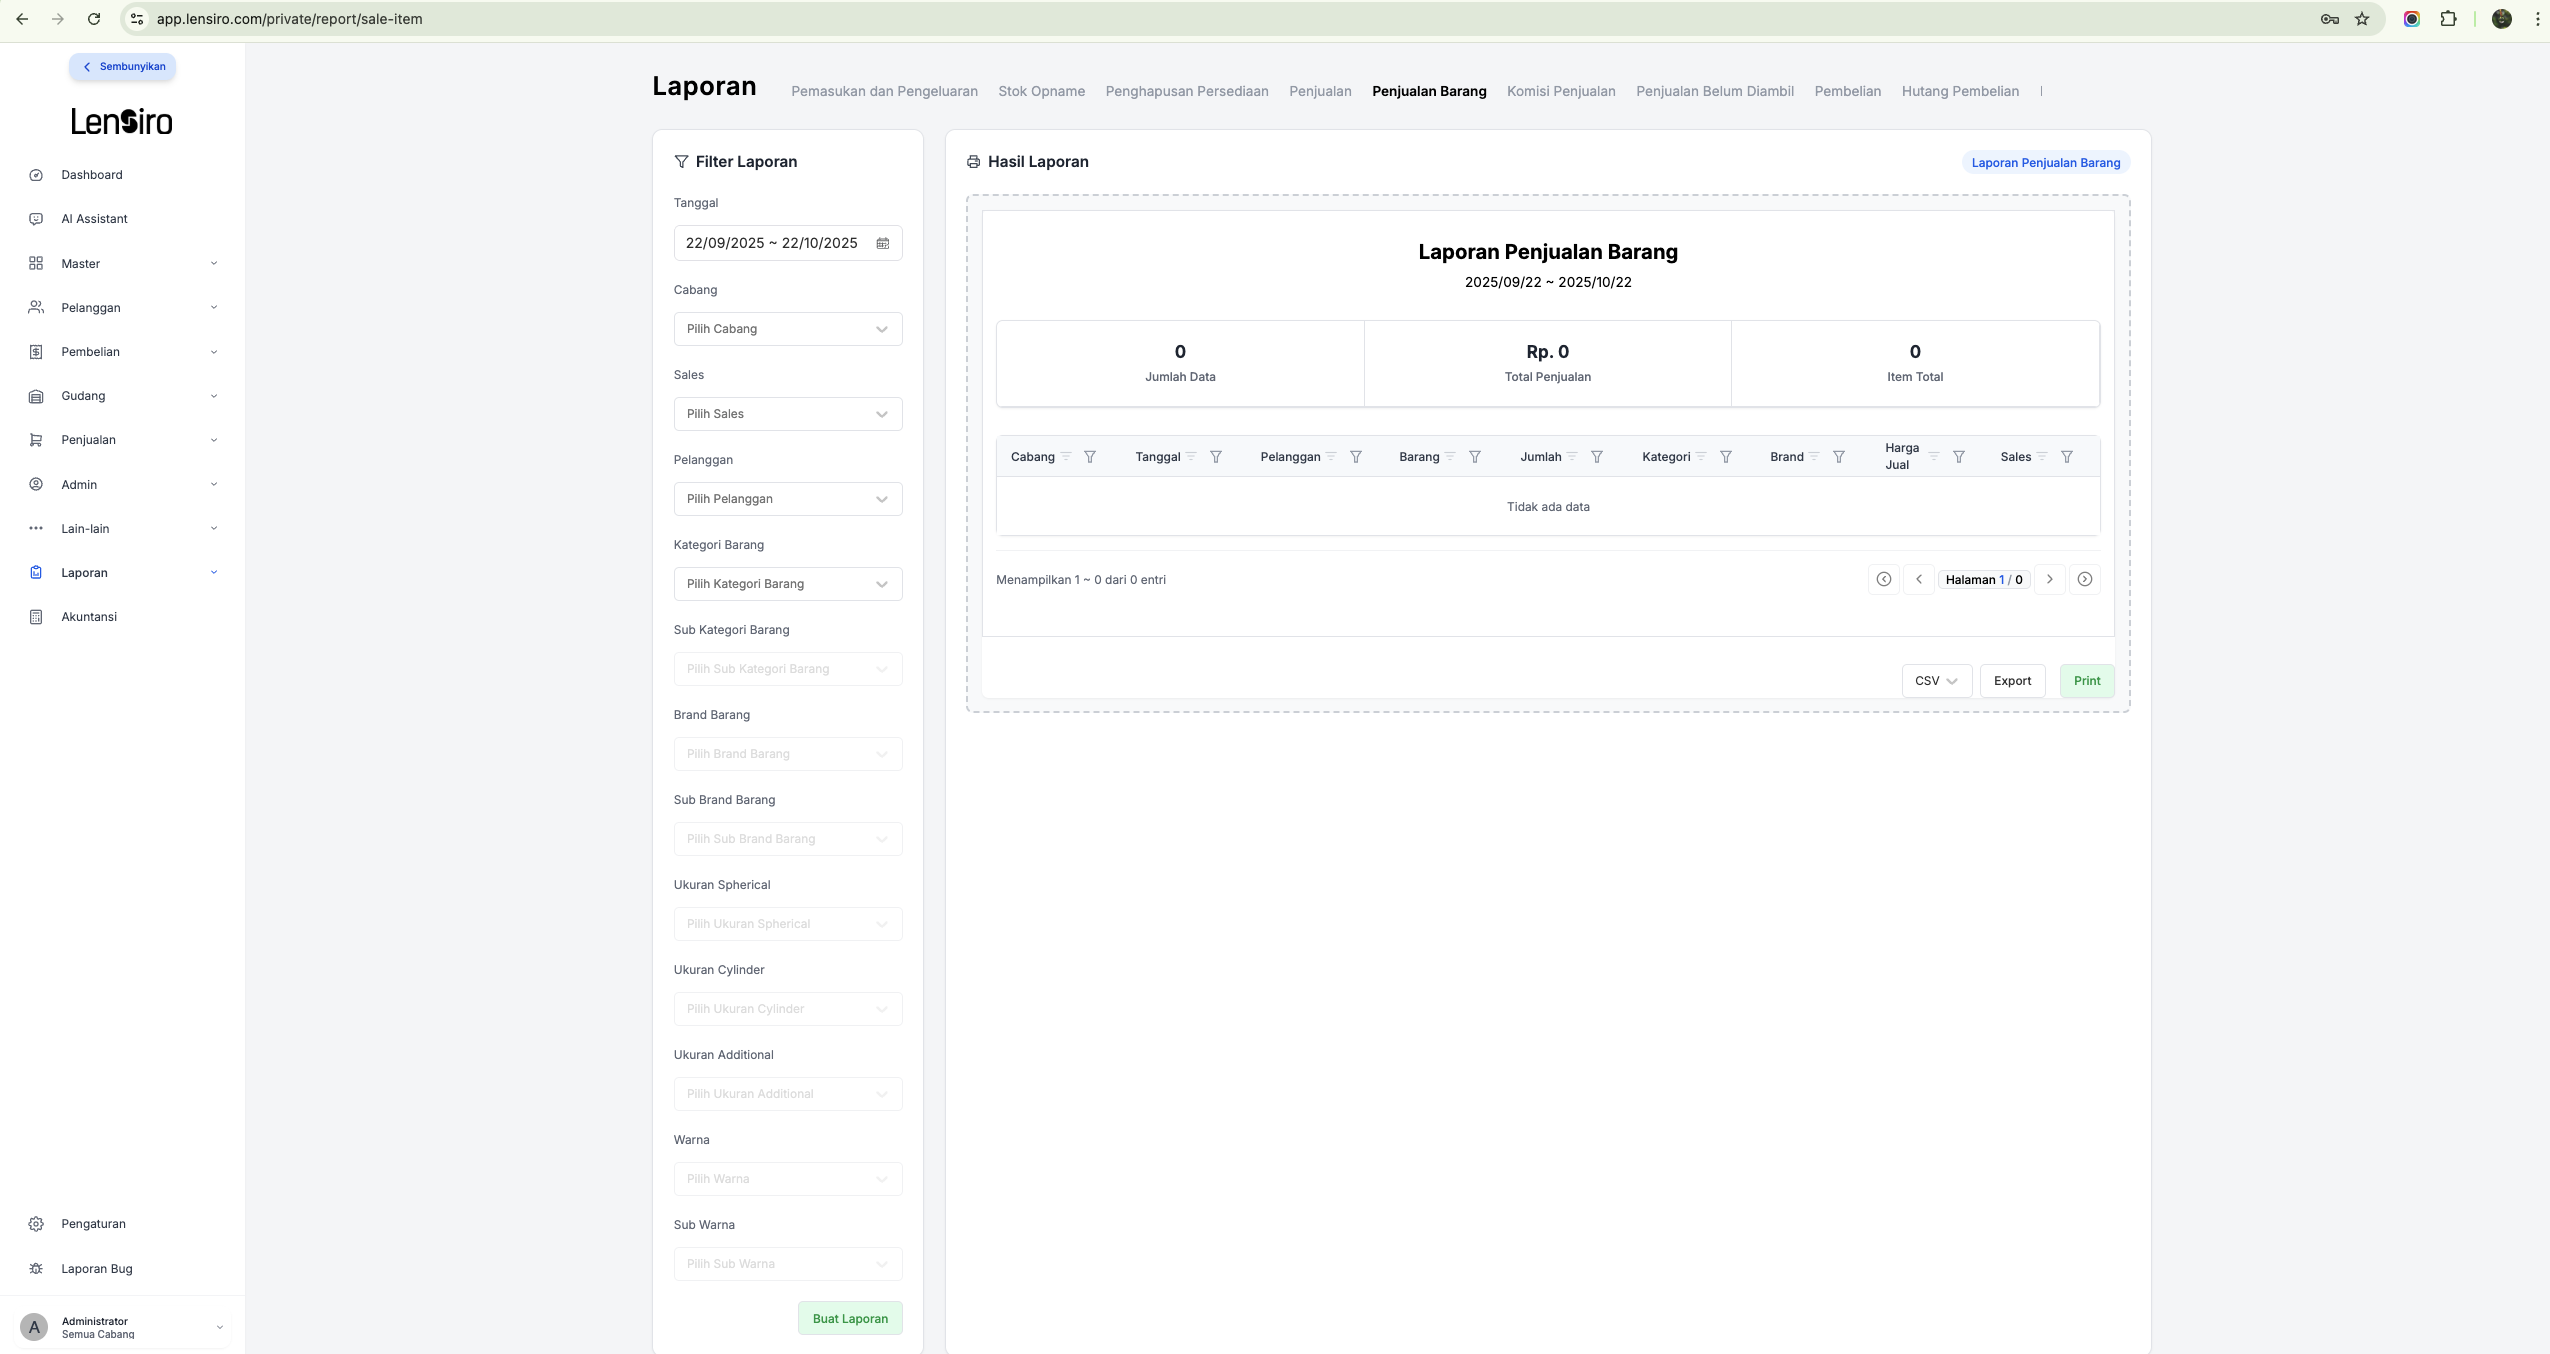 app.lensiro.com/private/report/sale-item
Sembunyikan
Lensiro
Dashboard
AI Assistant
Master
Pelanggan
Pembelian
Gudang
Penjualan
Admin
Lain-lain
Laporan
Akuntansi
Pengaturan
Laporan Bug
A
Administrator
Semua Cabang
Laporan
Pemasukan dan Pengeluaran
Stok Opname
Penghapusan Persediaan
Penjualan
Penjualan Barang
Komisi Penjualan
Penjualan Belum Diambil
Pembelian
Hutang Pembelian
Filter Laporan
Tanggal
22/09/2025 ~ 22/10/2025
Cabang
Pilih Cabang
Sales
Pilih Sales
Pelanggan
Pilih Pelanggan
Kategori Barang
Pilih Kategori Barang
Sub Kategori Barang
Pilih Sub Kategori Barang
Brand Barang
Pilih Brand Barang
Sub Brand Barang
Pilih Sub Brand Barang
Ukuran Spherical
Pilih Ukuran Spherical
Ukuran Cylinder
Pilih Ukuran Cylinder
Ukuran Additional
Pilih Ukuran Additional
Warna
Pilih Warna
Sub Warna
Pilih Sub Warna
Buat Laporan
Hasil Laporan
Laporan Penjualan Barang
Laporan Penjualan Barang
2025/09/22 ~ 2025/10/22
0
Jumlah Data
Rp. 0
Total Penjualan
0
Item Total
Cabang
Tanggal
Pelanggan
Barang
Jumlah
Kategori
Brand
Harga
Jual
Sales
Tidak ada data
Menampilkan 1 ~ 0 dari 0 entri
Halaman 1 / 0
CSV
Export
Print